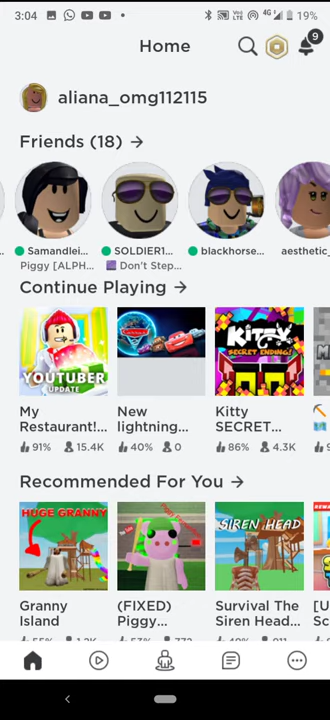 3:04
4G
19%
Home
9
aliana_omg112115
Friends (18) →
Samandlei...
SOLDIER1...
blackhorse...
aesthetic_
Piggy [ALPH...
Don't Step...
Continue Playing →
YOUTUBER
UPDATE
KITTY
SECRET ENDING!
My
Restaurant!...
New
lightning...
Kitty
SECRET...
91%
15.4K
40%
0
86%
4.3K
Recommended For You →
HUGE GRANNY
SIREN HEAD
Granny
Island
(FIXED)
Piggy...
Survival The
Siren Head...
[U
Sc